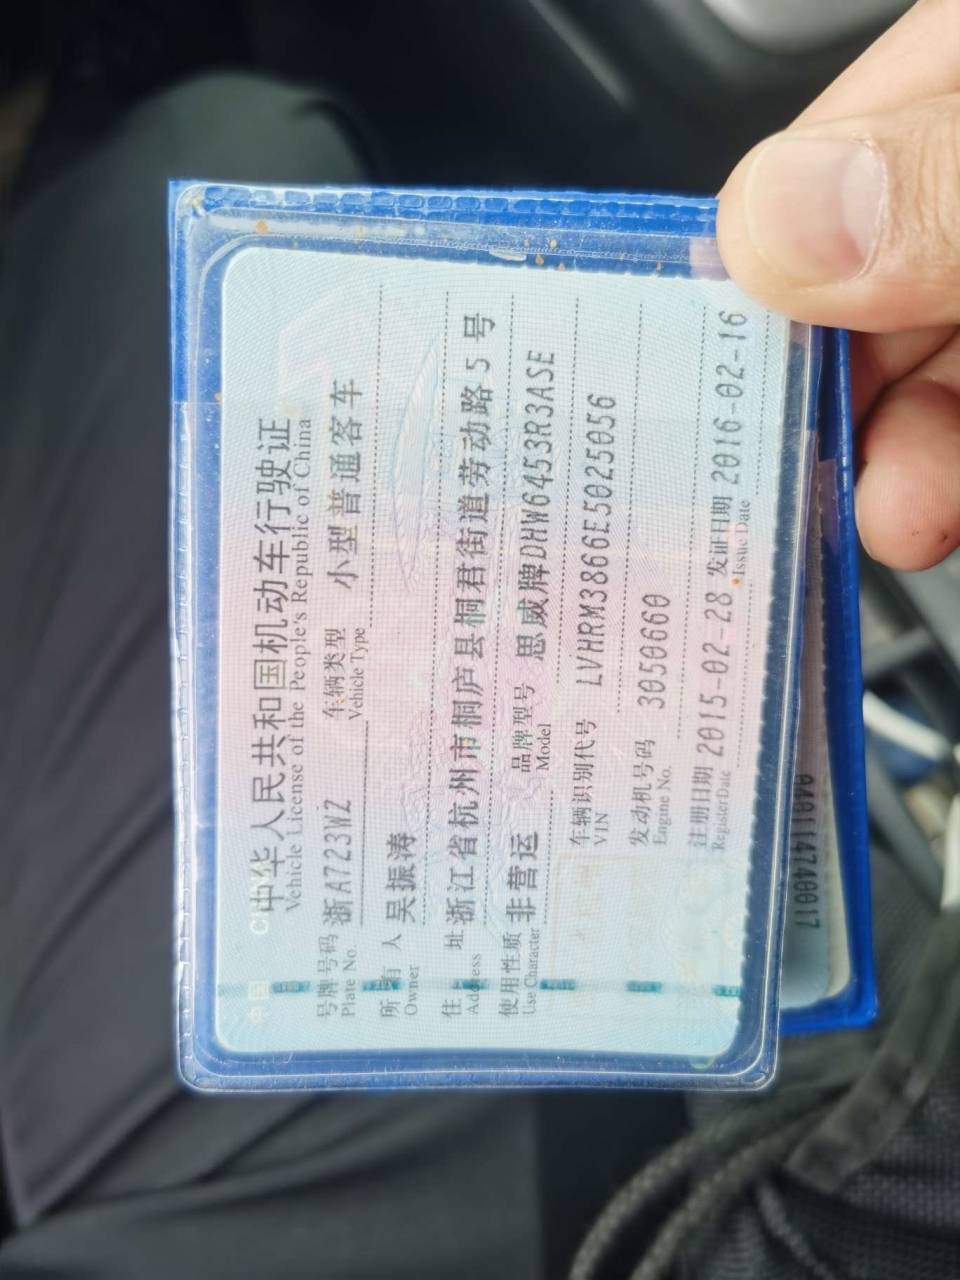 中华人民共和国机动车行驶证
Vehicle License of the People's Republic of China
号牌号码 浙A723WZ 车辆类型 小型普通客车
Plate No. Vehicle Type
所有人 吴振涛
Owner
住址 浙江省杭州市桐庐县桐君街道劳动路5号
Address
使用性质 非营运 品牌型号 思威牌DHW6453R3ASE
Use Character Model
车辆识别代号 LVHRM3866E5025056
VIN
发动机号码 3050660
Engine No.
注册日期 2015-02-28 发证日期 2016-02-16
Register Date Issue Date